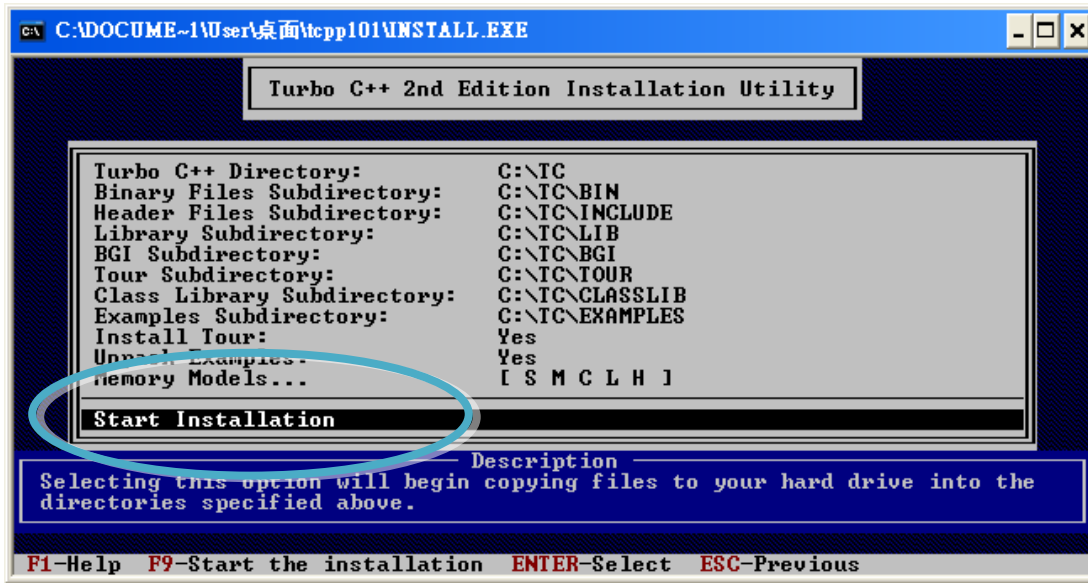 C:\DOCUME~1\User\桌面\tcpp101\INSTALL.EXE
Turbo C++ 2nd Edition Installation Utility
Turbo C++ Directory: C:\TC
Binary Files Subdirectory: C:\TC\BIN
Header Files Subdirectory: C:\TC\INCLUDE
Library Subdirectory: C:\TC\LIB
BGI Subdirectory: C:\TC\BGI
Tour Subdirectory: C:\TC\TOUR
Class Library Subdirectory: C:\TC\CLASSLIB
Examples Subdirectory: C:\TC\EXAMPLES
Install Tour: Yes
Unpack Examples: Yes
Memory Models... [ S M C L H ]
Start Installation
Description
Selecting this option will begin copying files to your hard drive into the
directories specified above.
F1-Help F9-Start the installation ENTER-Select ESC-Previous